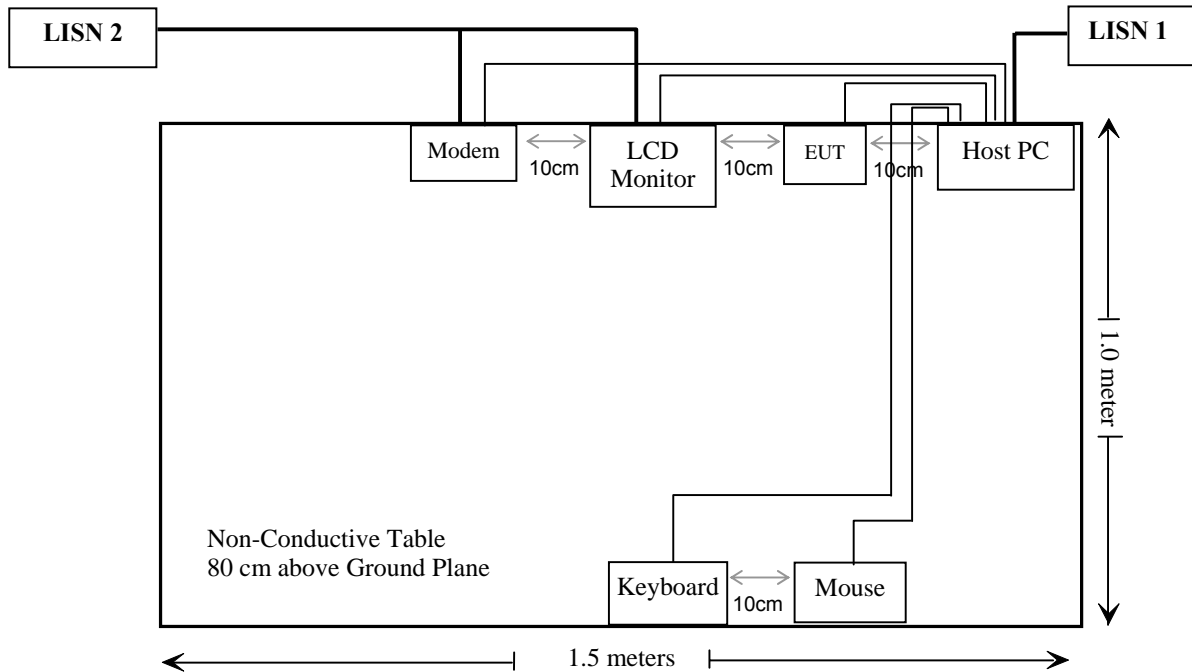 LISN 2
LISN 1
Modem
10cm
LCD
Monitor
10cm
EUT
10cm
Host PC
1.0 meter
Non-Conductive Table
80 cm above Ground Plane
Keyboard
10cm
Mouse
1.5 meters